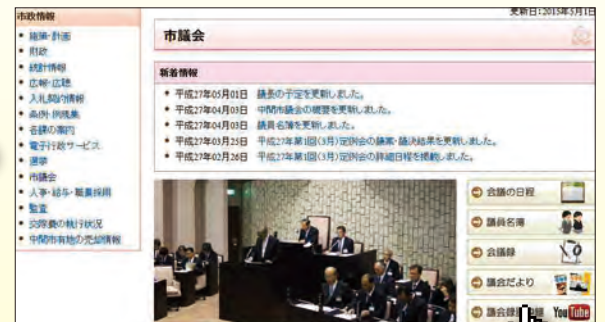 更新日:2015年5月1日
市政情報
施策・計画
財政
統計情報
広報・広聴
入札契約情報
条例・例規集
各課の案内
電子行政サービス
選挙
市議会
人事・給与・職員採用
監査
交際費の執行状況
中間市有地の売却情報
市議会
新着情報
平成27年05月01日 議長の予定を更新しました。
平成27年04月03日 中間市議会の概要を更新しました。
平成27年04月03日 議員名簿を更新しました。
平成27年03月25日 平成27年第1回(3月)定例会の議案・議決結果を更新しました。
平成27年02月26日 平成27年第1回(3月)定例会の詳細日程を掲載しました。
会議の日程
議員名簿
会議録
議会だより
議会録
YouTube